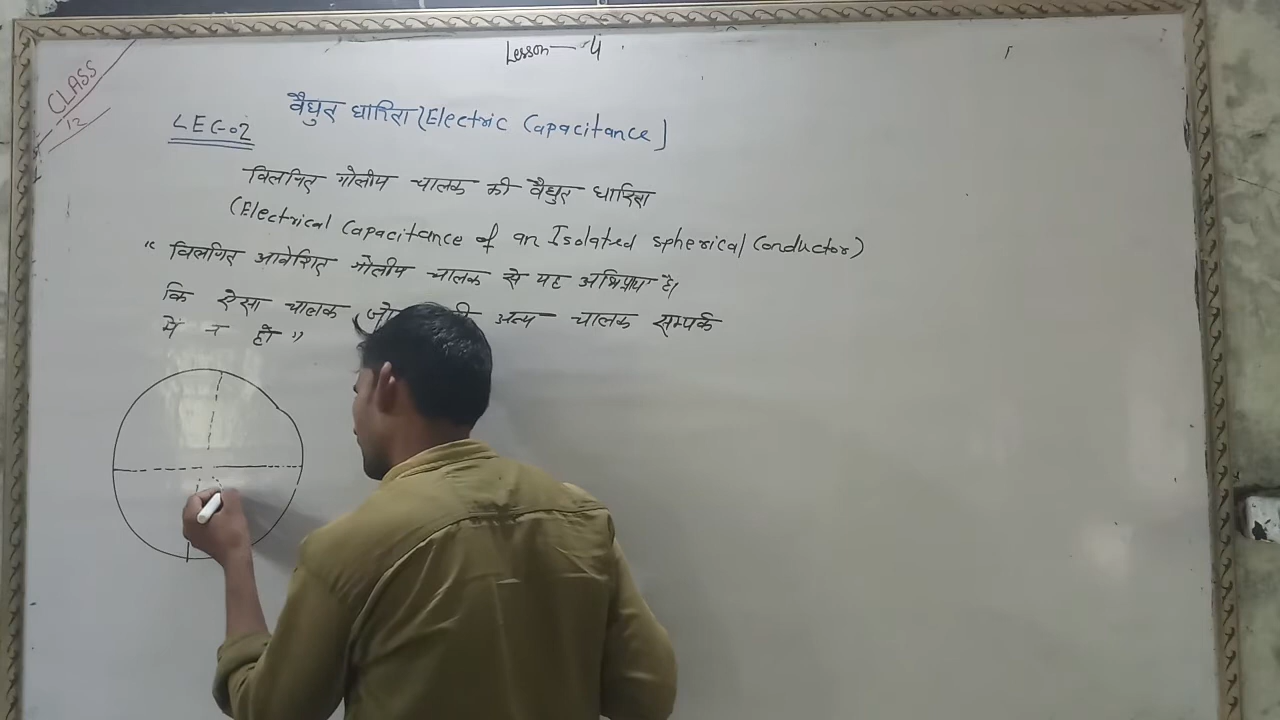 Lesson — 4
CLASS
12
वैद्युत धारिता (Electric Capacitance)
LEC-02
विलगित गोलीय चालक की वैद्युत धारिता
(Electrical Capacitance of an Isolated spherical Conductor)
“ विलगित आवेशित गोलीय चालक से यह अभिप्राय है।
कि ऐसा चालक जो अन्य चालक सम्पर्क
में न हो ”